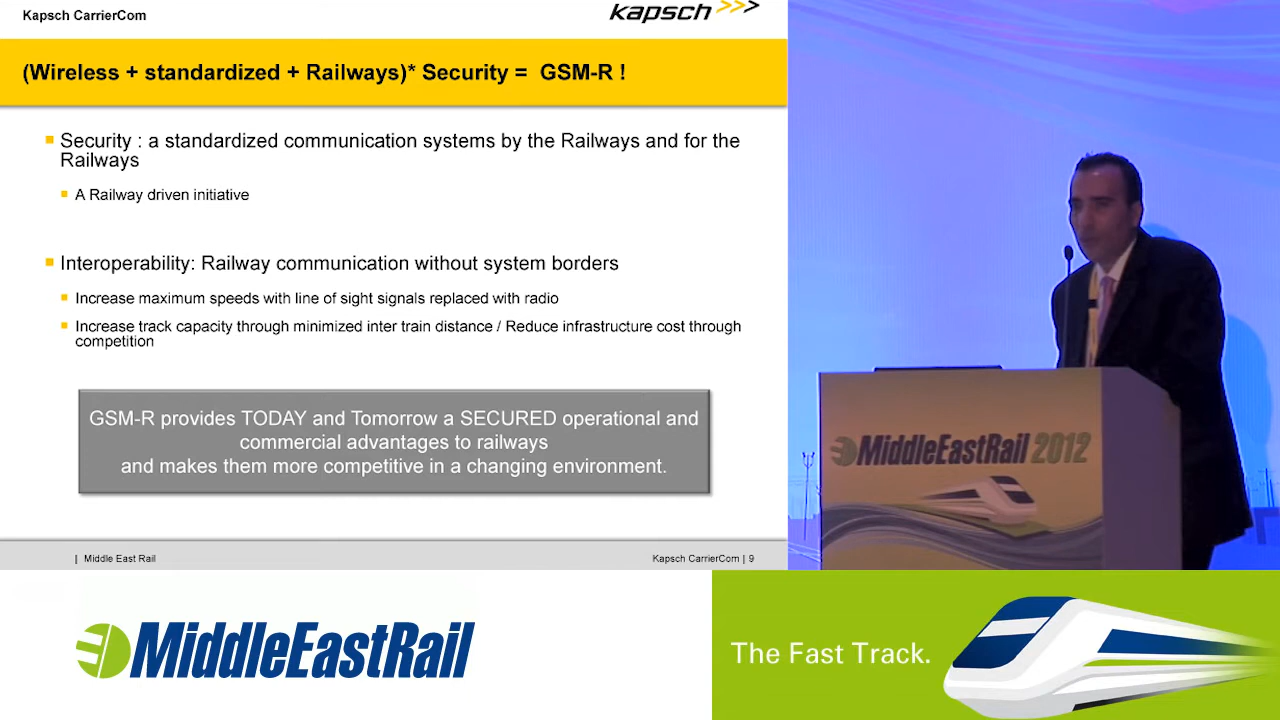 Kapsch CarrierCom
kapsch >>>
(Wireless + standardized + Railways)* Security = GSM-R !
Security : a standardized communication systems by the Railways and for the
Railways
A Railway driven initiative
Interoperability: Railway communication without system borders
Increase maximum speeds with line of sight signals replaced with radio
Increase track capacity through minimized inter train distance / Reduce infrastructure cost through
competition
GSM-R provides TODAY and Tomorrow a SECURED operational and
commercial advantages to railways
and makes them more competitive in a changing environment.
| Middle East Rail
Kapsch CarrierCom | 9
MiddleEastRail 2012
MiddleEastRail
The Fast Track.